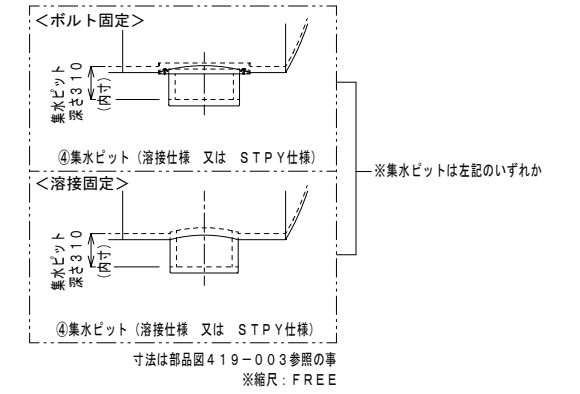 <ボルト固定>
集水ピット
深さ310
(内寸)
④集水ピット（溶接仕様　又は　STPY仕様）
※集水ピットは左記のいずれか
<溶接固定>
集水ピット
深さ310
(内寸)
④集水ピット（溶接仕様　又は　STPY仕様）
寸法は部品図419－003参照の事
※縮尺：FREE